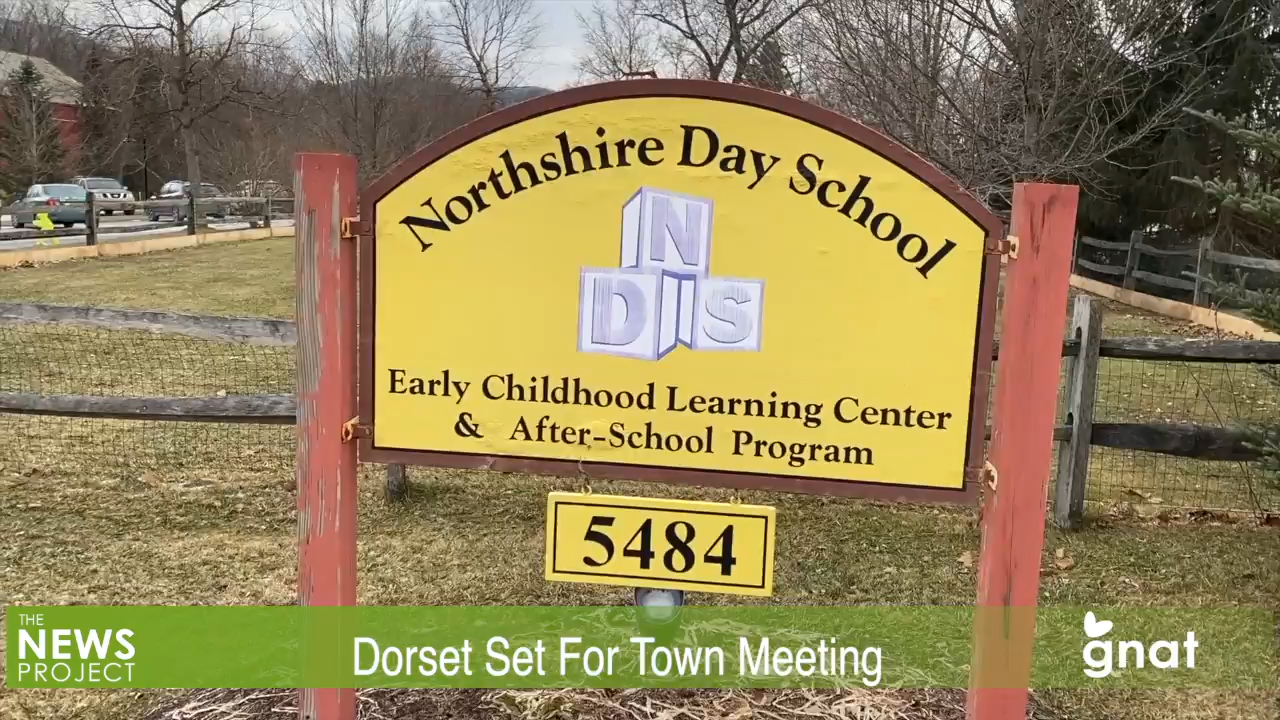 Northshire Day School
N
D S
Early Childhood Learning Center
& After-School Program
5484
THE
NEWS
PROJECT
Dorset Set For Town Meeting
gnat